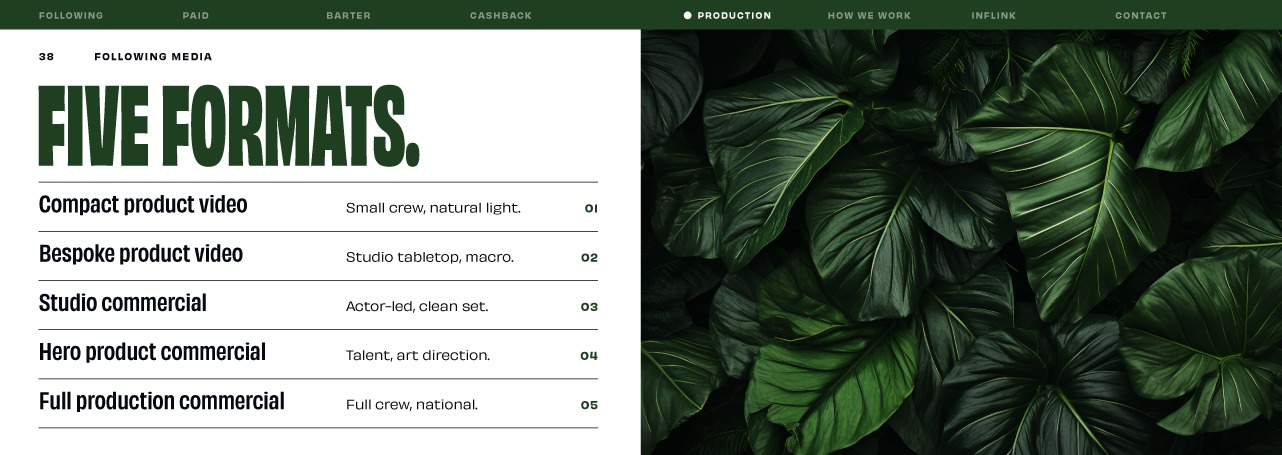 FOLLOWING PAID BARTER CASHBACK PRODUCTION HOW WE WORK INFLINK CONTACT
38 FOLLOWING MEDIA
FIVE FORMATS.
Compact product video Small crew, natural light. 01
Bespoke product video Studio tabletop, macro. 02
Studio commercial Actor-led, clean set. 03
Hero product commercial Talent, art direction. 04
Full production commercial Full crew, national. 05